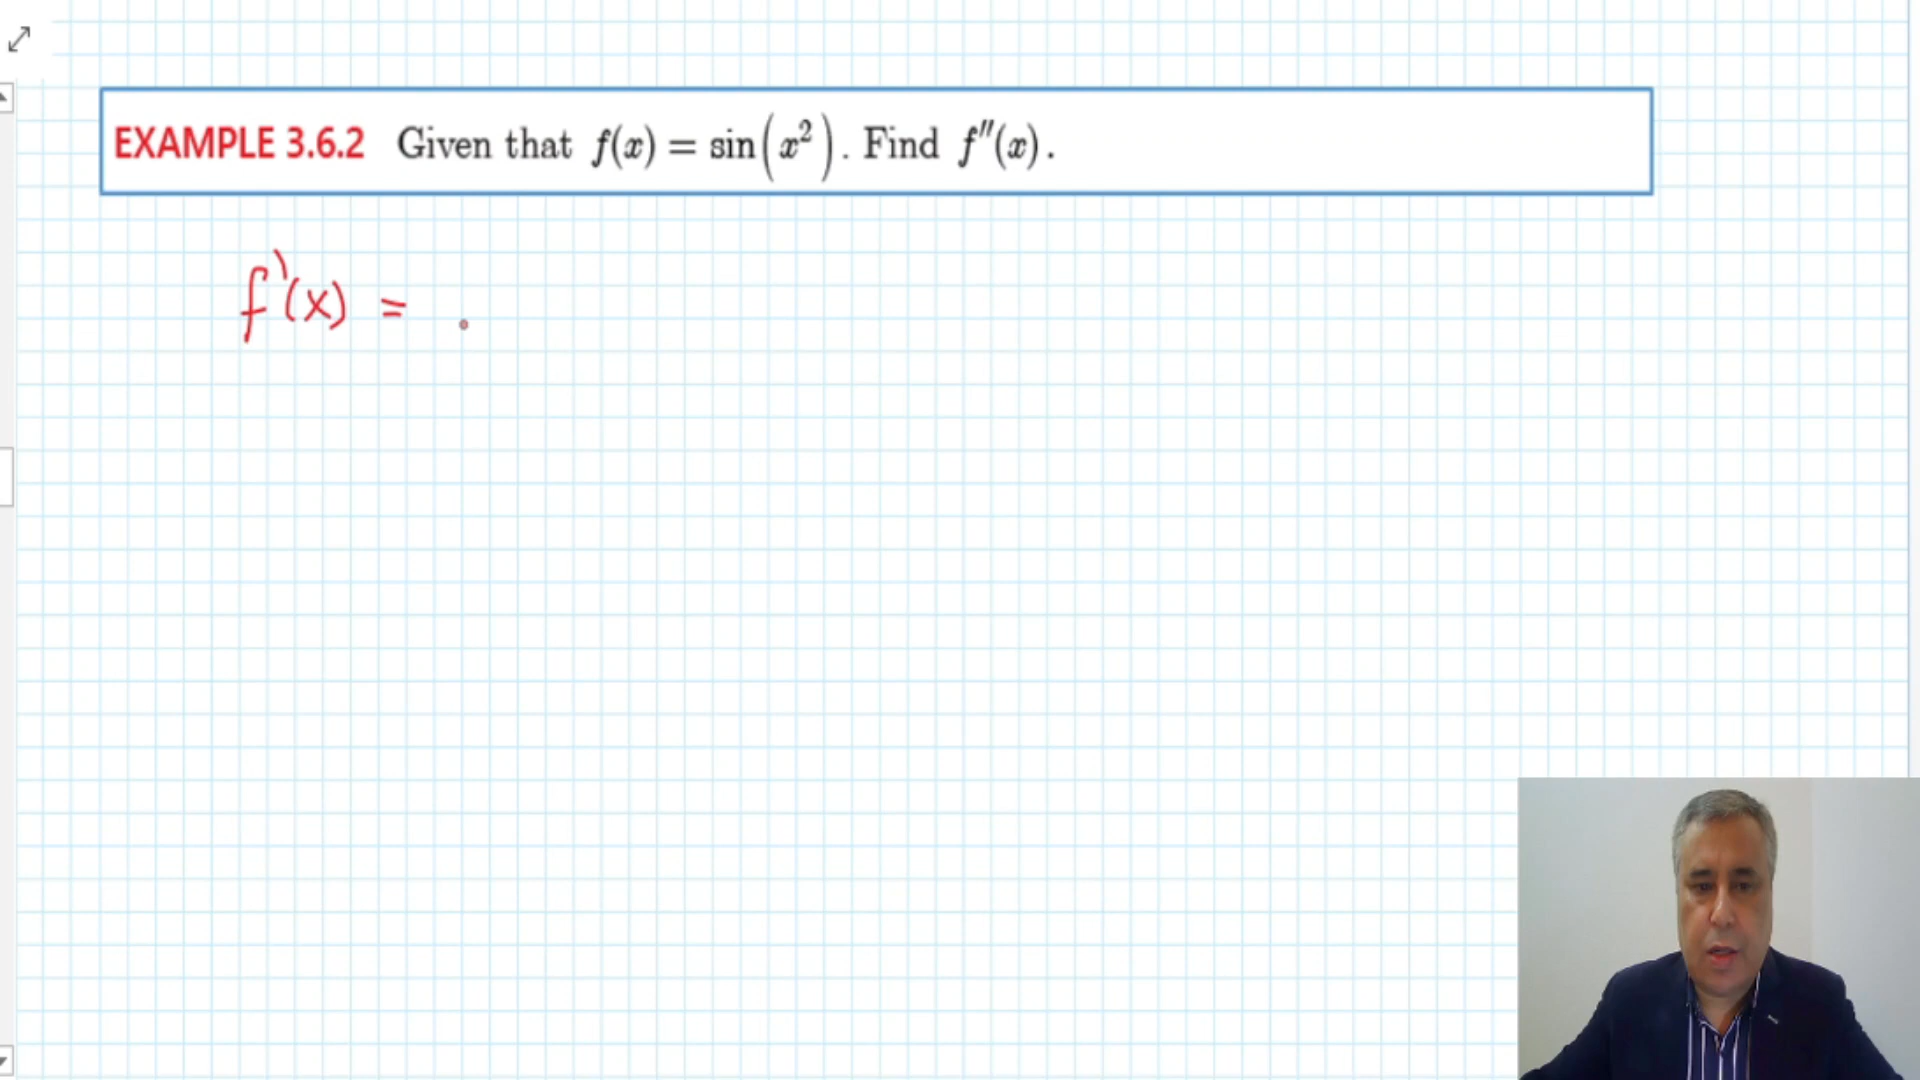 EXAMPLE 3.6.2 Given that f(x) = sin(x²). Find f″(x).
f'(x) =